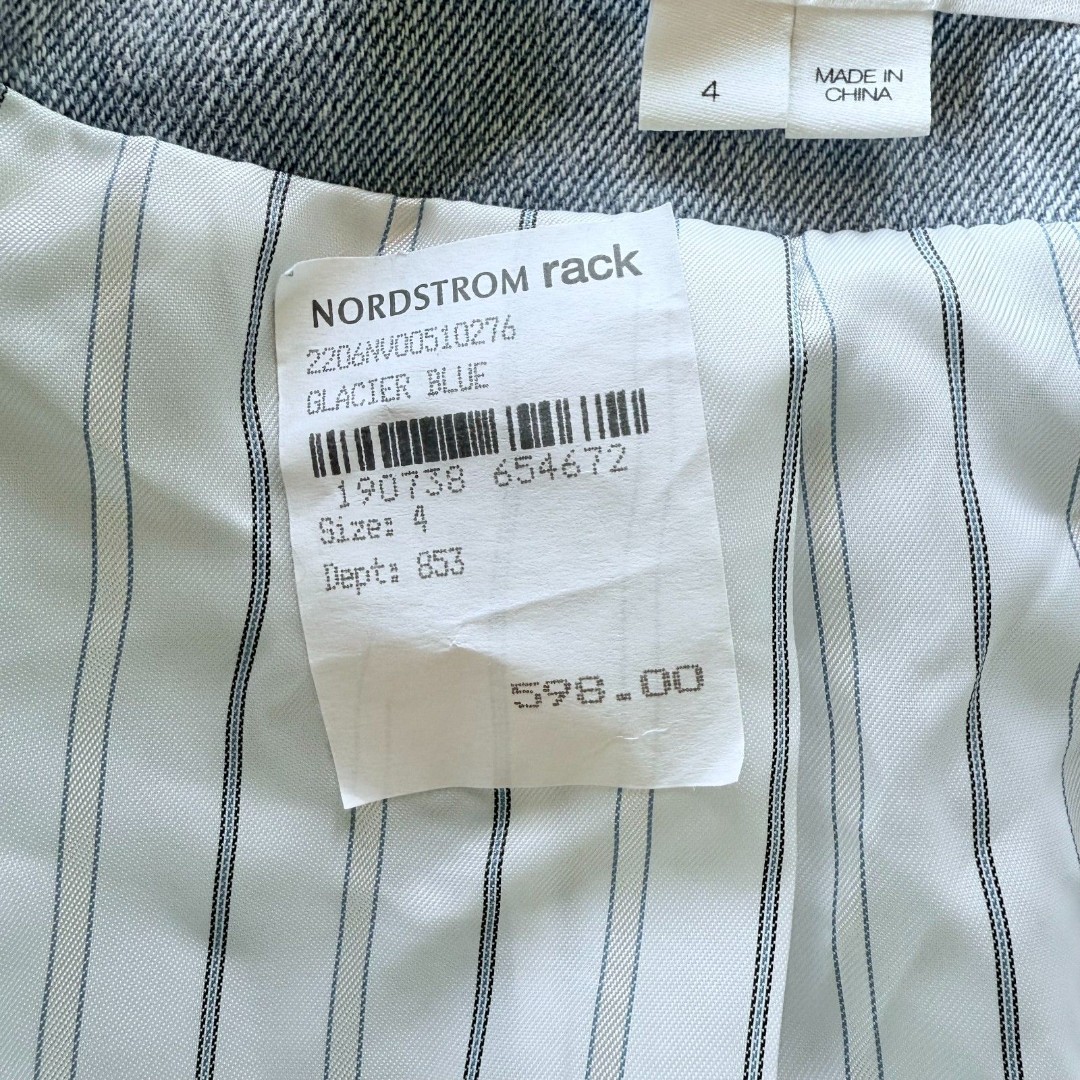 4
MADE IN
CHINA
NORDSTROM rack
2206NV00510276
GLACIER BLUE
190738 654672
Size: 4
Dept: 853
598.00